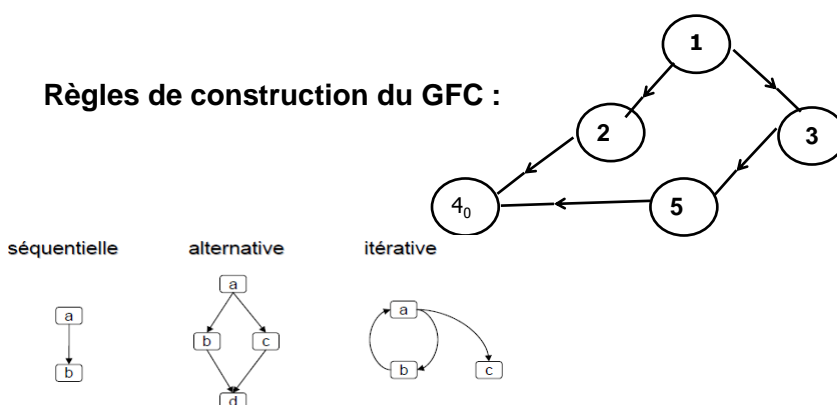 1
Règles de construction du GFC :
2
3
4₀
5
séquentielle alternative itérative
a
a
a
b
c
b
b
c
d